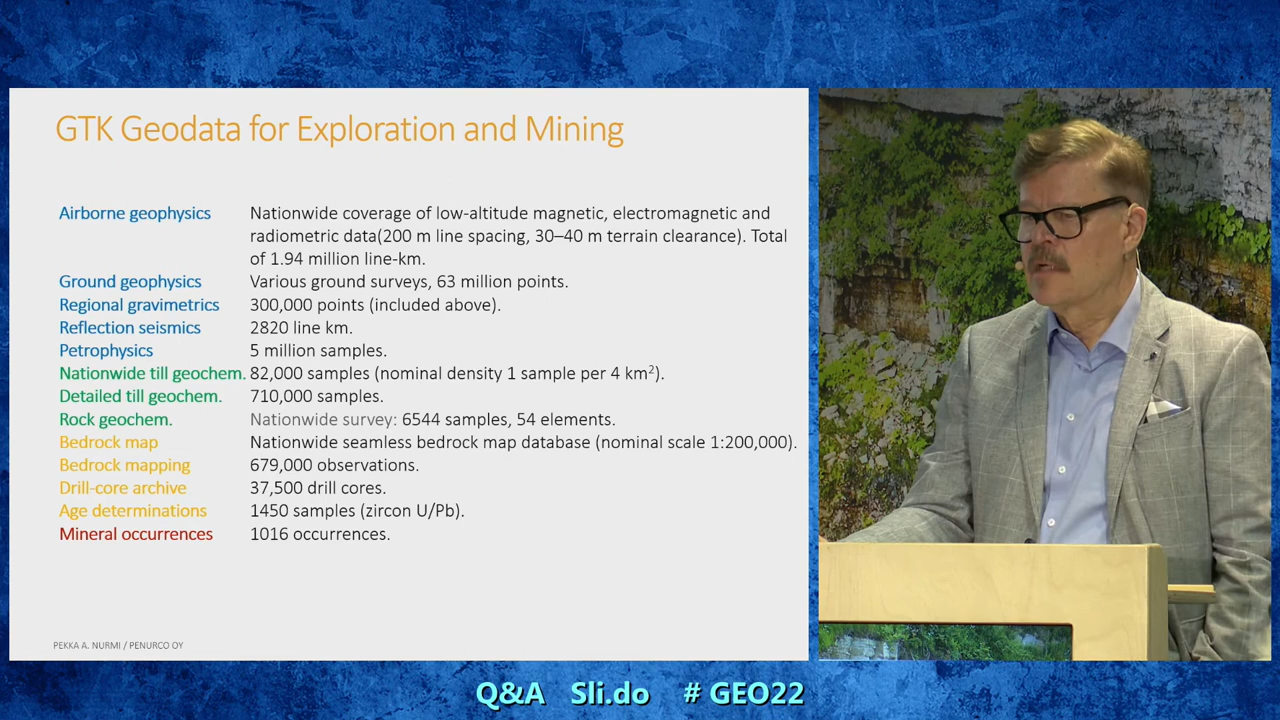 GTK Geodata for Exploration and Mining
Airborne geophysics Nationwide coverage of low-altitude magnetic, electromagnetic and
radiometric data(200 m line spacing, 30–40 m terrain clearance). Total
of 1.94 million line-km.
Ground geophysics Various ground surveys, 63 million points.
Regional gravimetrics 300,000 points (included above).
Reflection seismics 2820 line km.
Petrophysics 5 million samples.
Nationwide till geochem. 82,000 samples (nominal density 1 sample per 4 km²).
Detailed till geochem. 710,000 samples.
Rock geochem. Nationwide survey: 6544 samples, 54 elements.
Bedrock map Nationwide seamless bedrock map database (nominal scale 1:200,000).
Bedrock mapping 679,000 observations.
Drill-core archive 37,500 drill cores.
Age determinations 1450 samples (zircon U/Pb).
Mineral occurrences 1016 occurrences.
PEKKA A. NURMI / PENURCO OY
Q&A Sli.do # GEO22